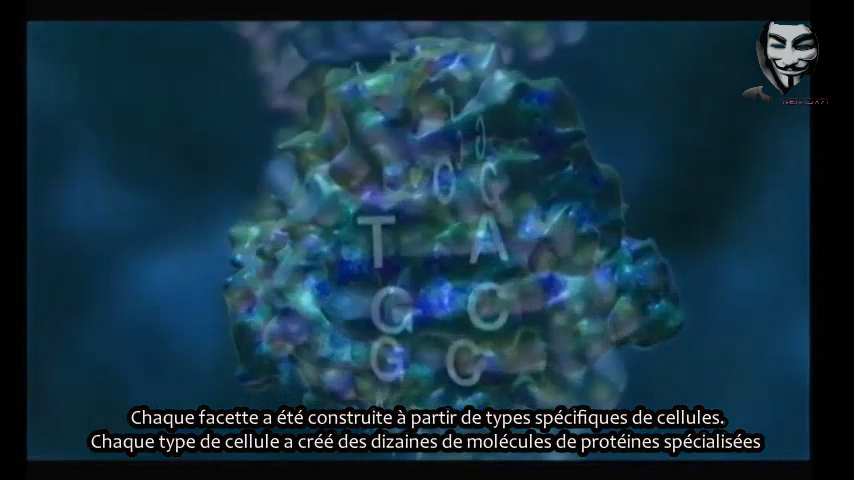 O C
T A
G C
G C
Chaque facette a été construite à partir de types spécifiques de cellules.
Chaque type de cellule a créé des dizaines de molécules de protéines spécialisées